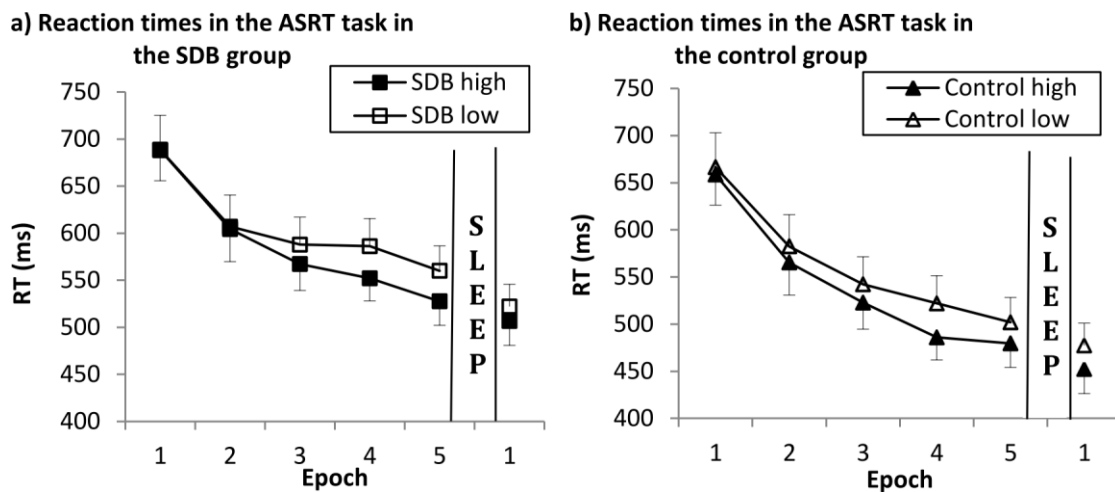 a) Reaction times in the ASRT task in
the SDB group
SDB high
SDB low
750
700
650
600
550
500
450
400
RT (ms)
SLEEP
1 2 3 4 5 1
Epoch
b) Reaction times in the ASRT task in
the control group
Control high
Control low
750
700
650
600
550
500
450
400
RT (ms)
SLEEP
1 2 3 4 5 1
Epoch